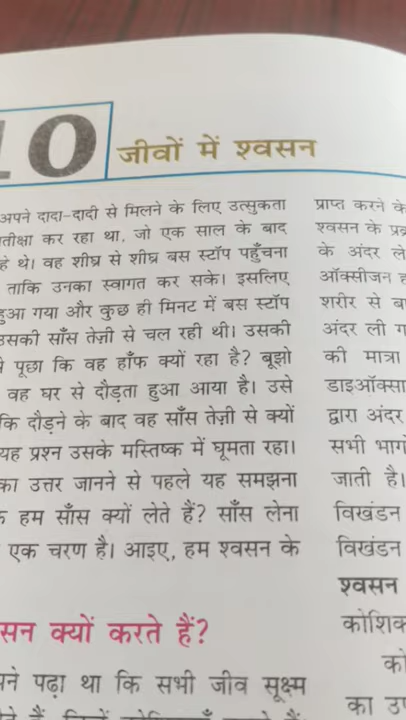 10
जीवों में श्वसन
अपने दादा-दादी से मिलने के लिए उत्सुकता
कर रहा था, जो एक साल के बाद
थे। वह शीघ्र से शीघ्र बस स्टॉप पहुँचना
ताकि उनका स्वागत कर सके। इसलिए
गया और कुछ ही मिनट में बस स्टॉप
उसकी साँस तेज़ी से चल रही थी। उसकी
पूछा कि वह हाँफ क्यों रहा है? बूझो
वह घर से दौड़ता हुआ आया है। उसे
कि दौड़ने के बाद वह साँस तेज़ी से क्यों
यह प्रश्न उसके मस्तिष्क में घूमता रहा।
का उत्तर जानने से पहले यह समझना
हम साँस क्यों लेते हैं? साँस लेना
एक चरण है। आइए, हम श्वसन के
क्यों करते हैं?
पढ़ा था कि सभी जीव सूक्ष्म
प्राप्त करने के
श्वसन के
के अंदर
ऑक्सीजन
शरीर से
अंदर ली
की मात्रा
द्वारा अंदर
सभी
जाती है।
विखंडन
विखंडन
श्वसन
का